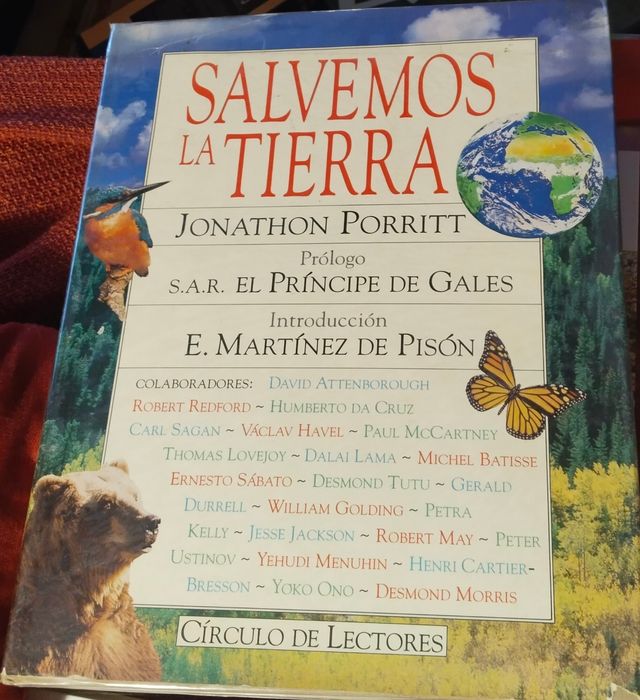 SALVEMOS
LA TIERRA
JONATHON PORRITT
Prólogo
S.A.R. EL PRÍNCIPE DE GALES
Introducción
E. MARTÍNEZ DE PISÓN
COLABORADORES: DAVID ATTENBOROUGH
ROBERT REDFORD ~ HUMBERTO DA CRUZ
CARL SAGAN ~ VÁCLAV HAVEL ~ PAUL MCCARTNEY
THOMAS LOVEJOY ~ DALAI LAMA ~ MICHEL BATISSE
ERNESTO SÁBATO ~ DESMOND TUTU ~ GERALD
DURRELL ~ WILLIAM GOLDING ~ PETRA
KELLY ~ JESSE JACKSON ~ ROBERT MAY ~ PETER
USTINOV ~ YEHUDI MENUHIN ~ HENRI CARTIER-
BRESSON ~ YOKO ONO ~ DESMOND MORRIS
CÍRCULO DE LECTORES